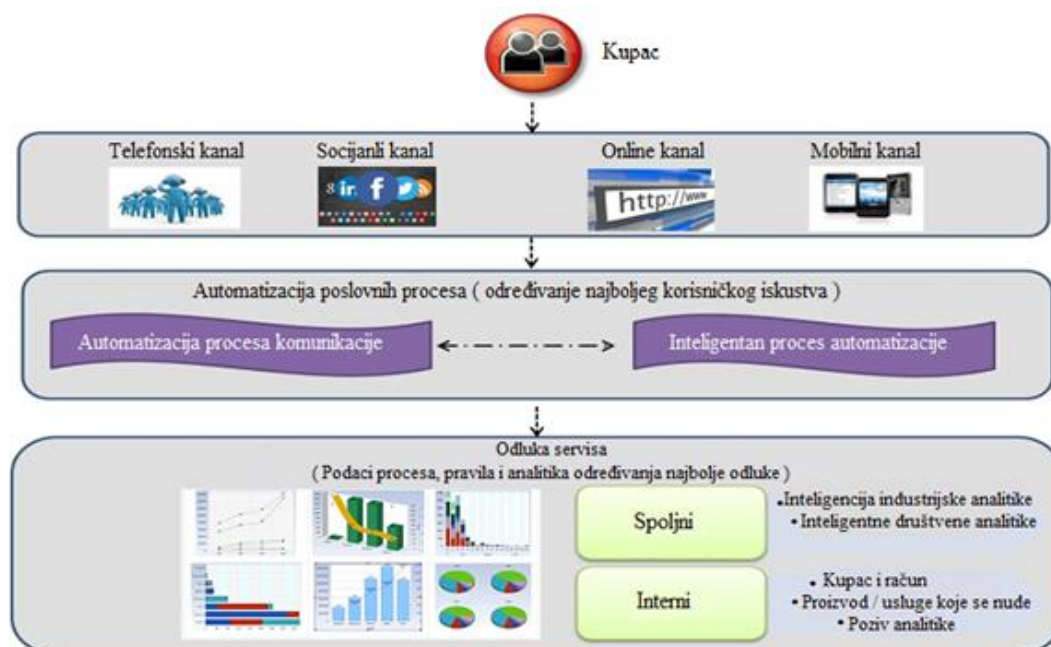 Kupac
Telefonski kanal
Socijanli kanal
Online kanal
Mobilni kanal
http://www
Automatizacija poslovnih procesa ( određivanje najboljeg korisničkog iskustva )
Automatizacija procesa komunikacije
Inteligentan proces automatizacije
Odluka servisa
( Podaci procesa, pravila i analitika određivanja najbolje odluke )
Spoljni
•Inteligencija industrijske analitike
• Inteligentne društvene analitike
Interni
• Kupac i račun
• Proizvod / usluge koje se nude
• Poziv analitike